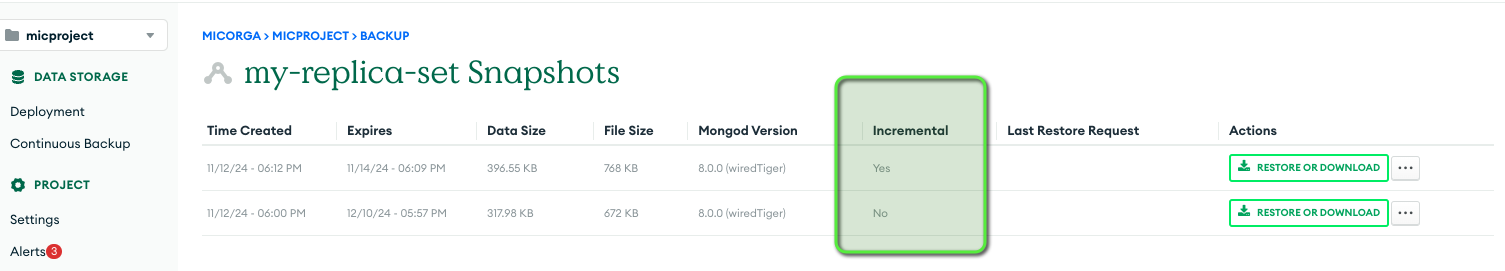 micproject
DATA STORAGE
Deployment
Continuous Backup
PROJECT
Settings
Alerts 3
MICORGA > MICPROJECT > BACKUP
my-replica-set Snapshots
Time Created Expires Data Size File Size Mongod Version Incremental Last Restore Request Actions
11/12/24 - 06:12 PM 11/14/24 - 06:09 PM 396.55 KB 768 KB 8.0.0 (wiredTiger) Yes RESTORE OR DOWNLOAD ...
11/12/24 - 06:00 PM 12/10/24 - 05:57 PM 317.98 KB 672 KB 8.0.0 (wiredTiger) No RESTORE OR DOWNLOAD ...